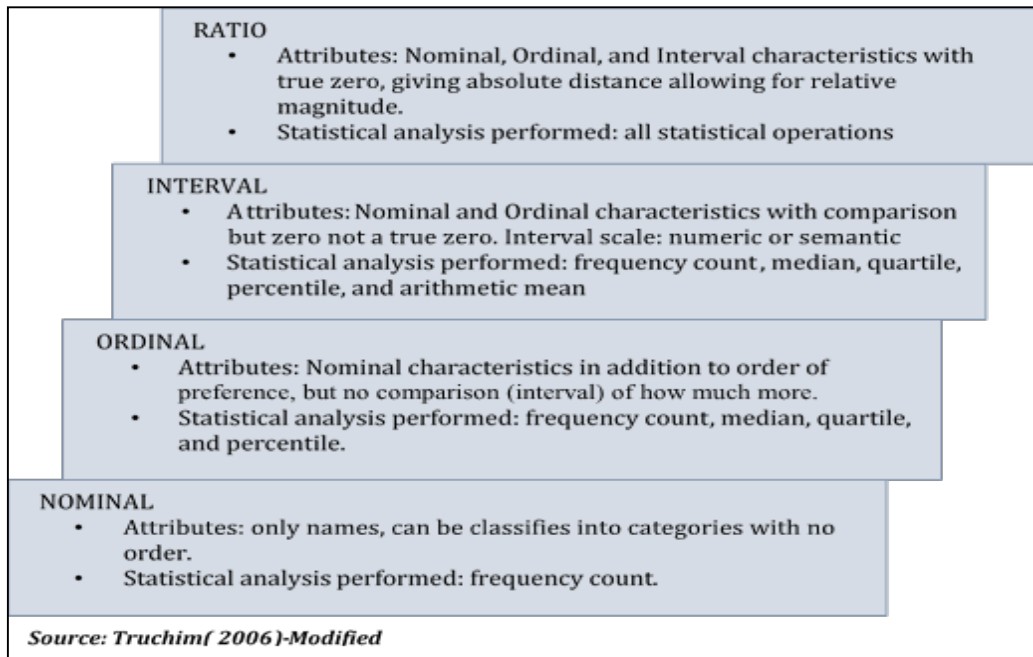 RATIO
• Attributes: Nominal, Ordinal, and Interval characteristics with
true zero, giving absolute distance allowing for relative
magnitude.
• Statistical analysis performed: all statistical operations
INTERVAL
• Attributes: Nominal and Ordinal characteristics with comparison
but zero not a true zero. Interval scale: numeric or semantic
• Statistical analysis performed: frequency count, median, quartile,
percentile, and arithmetic mean
ORDINAL
• Attributes: Nominal characteristics in addition to order of
preference, but no comparison (interval) of how much more.
• Statistical analysis performed: frequency count, median, quartile,
and percentile.
NOMINAL
• Attributes: only names, can be classifies into categories with no
order.
• Statistical analysis performed: frequency count.
Source: Truchim( 2006)-Modified